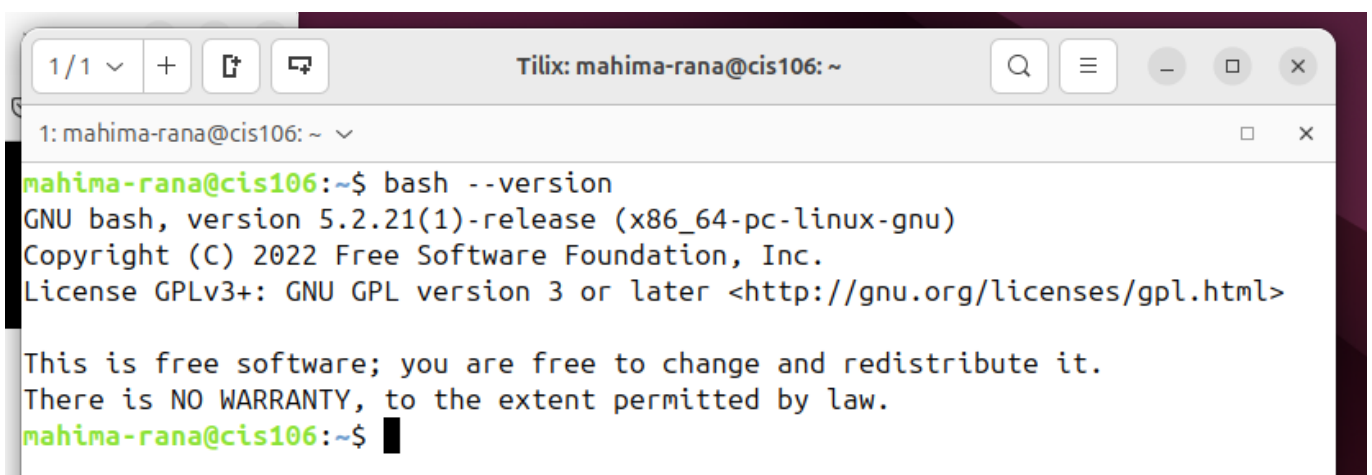 1/1
Tilix: mahima-rana@cis106: ~
1: mahima-rana@cis106: ~
mahima-rana@cis106:~$ bash --version
GNU bash, version 5.2.21(1)-release (x86_64-pc-linux-gnu)
Copyright (C) 2022 Free Software Foundation, Inc.
License GPLv3+: GNU GPL version 3 or later <http://gnu.org/licenses/gpl.html>

This is free software; you are free to change and redistribute it.
There is NO WARRANTY, to the extent permitted by law.
mahima-rana@cis106:~$